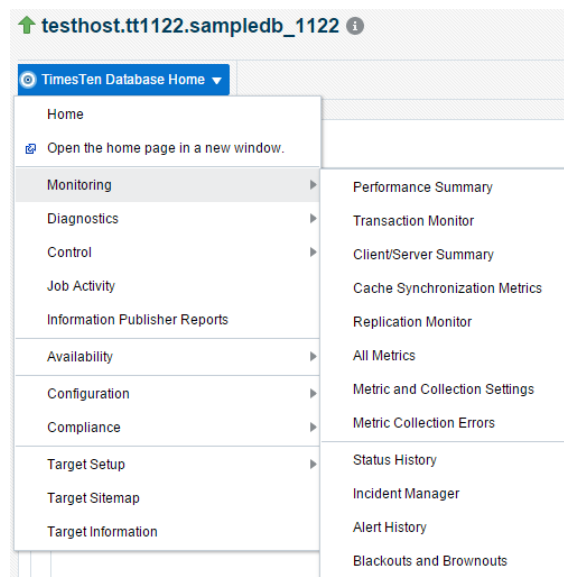 testhost.tt1122.sampledb_1122
TimesTen Database Home
Home
Open the home page in a new window.
Monitoring
Diagnostics
Control
Job Activity
Information Publisher Reports
Availability
Configuration
Compliance
Target Setup
Target Sitemap
Target Information
Performance Summary
Transaction Monitor
Client/Server Summary
Cache Synchronization Metrics
Replication Monitor
All Metrics
Metric and Collection Settings
Metric Collection Errors
Status History
Incident Manager
Alert History
Blackouts and Brownouts